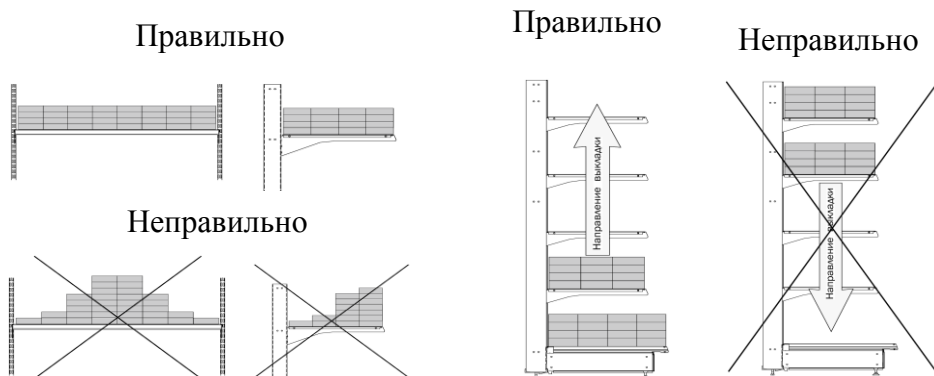 Правильно
Неправильно
Правильно
Неправильно
Направление выкладки
Направление выкладки